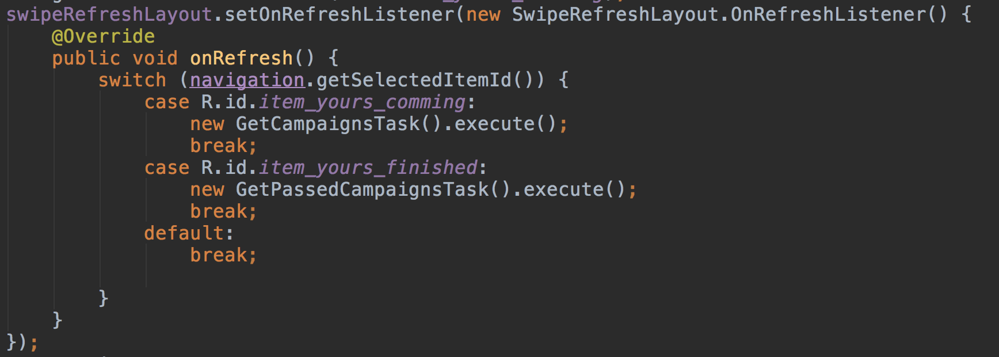 swipeRefreshLayout.setOnRefreshListener(new SwipeRefreshLayout.OnRefreshListener() {
    @Override
    public void onRefresh() {
        switch (navigation.getSelectedItemId()) {
            case R.id.item_yours_comming:
                new GetCampaignsTask().execute();
                break;
            case R.id.item_yours_finished:
                new GetPassedCampaignsTask().execute();
                break;
            default:
                break;

        }
    }
});